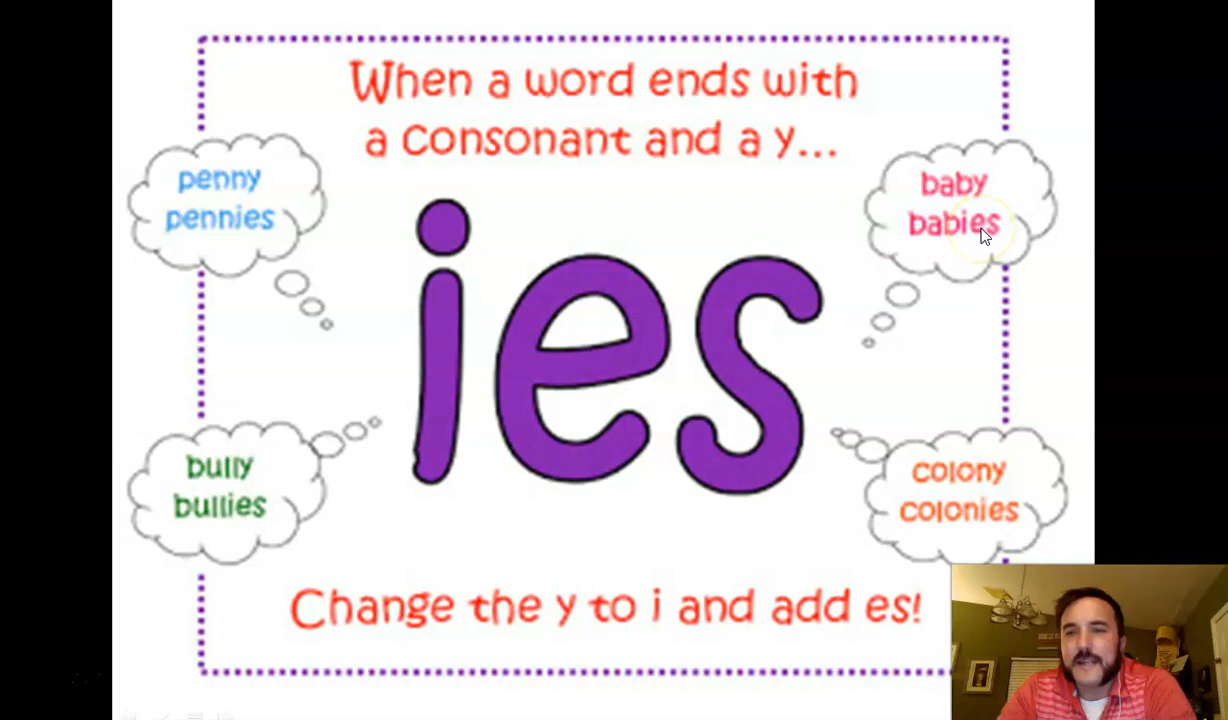 When a word ends with
a consonant and a y...
penny
pennies
baby
babies
ies
bully
bullies
colony
colonies
Change the y to i and add es!